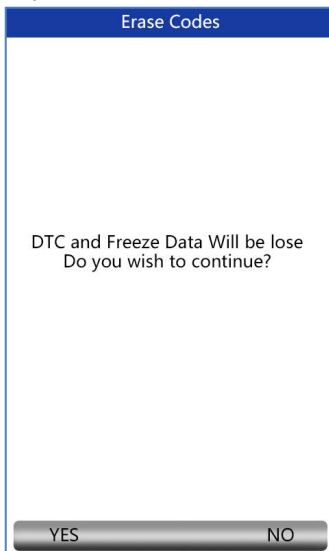 Erase Codes
DTC and Freeze Data Will be lose
Do you wish to continue?
YES NO